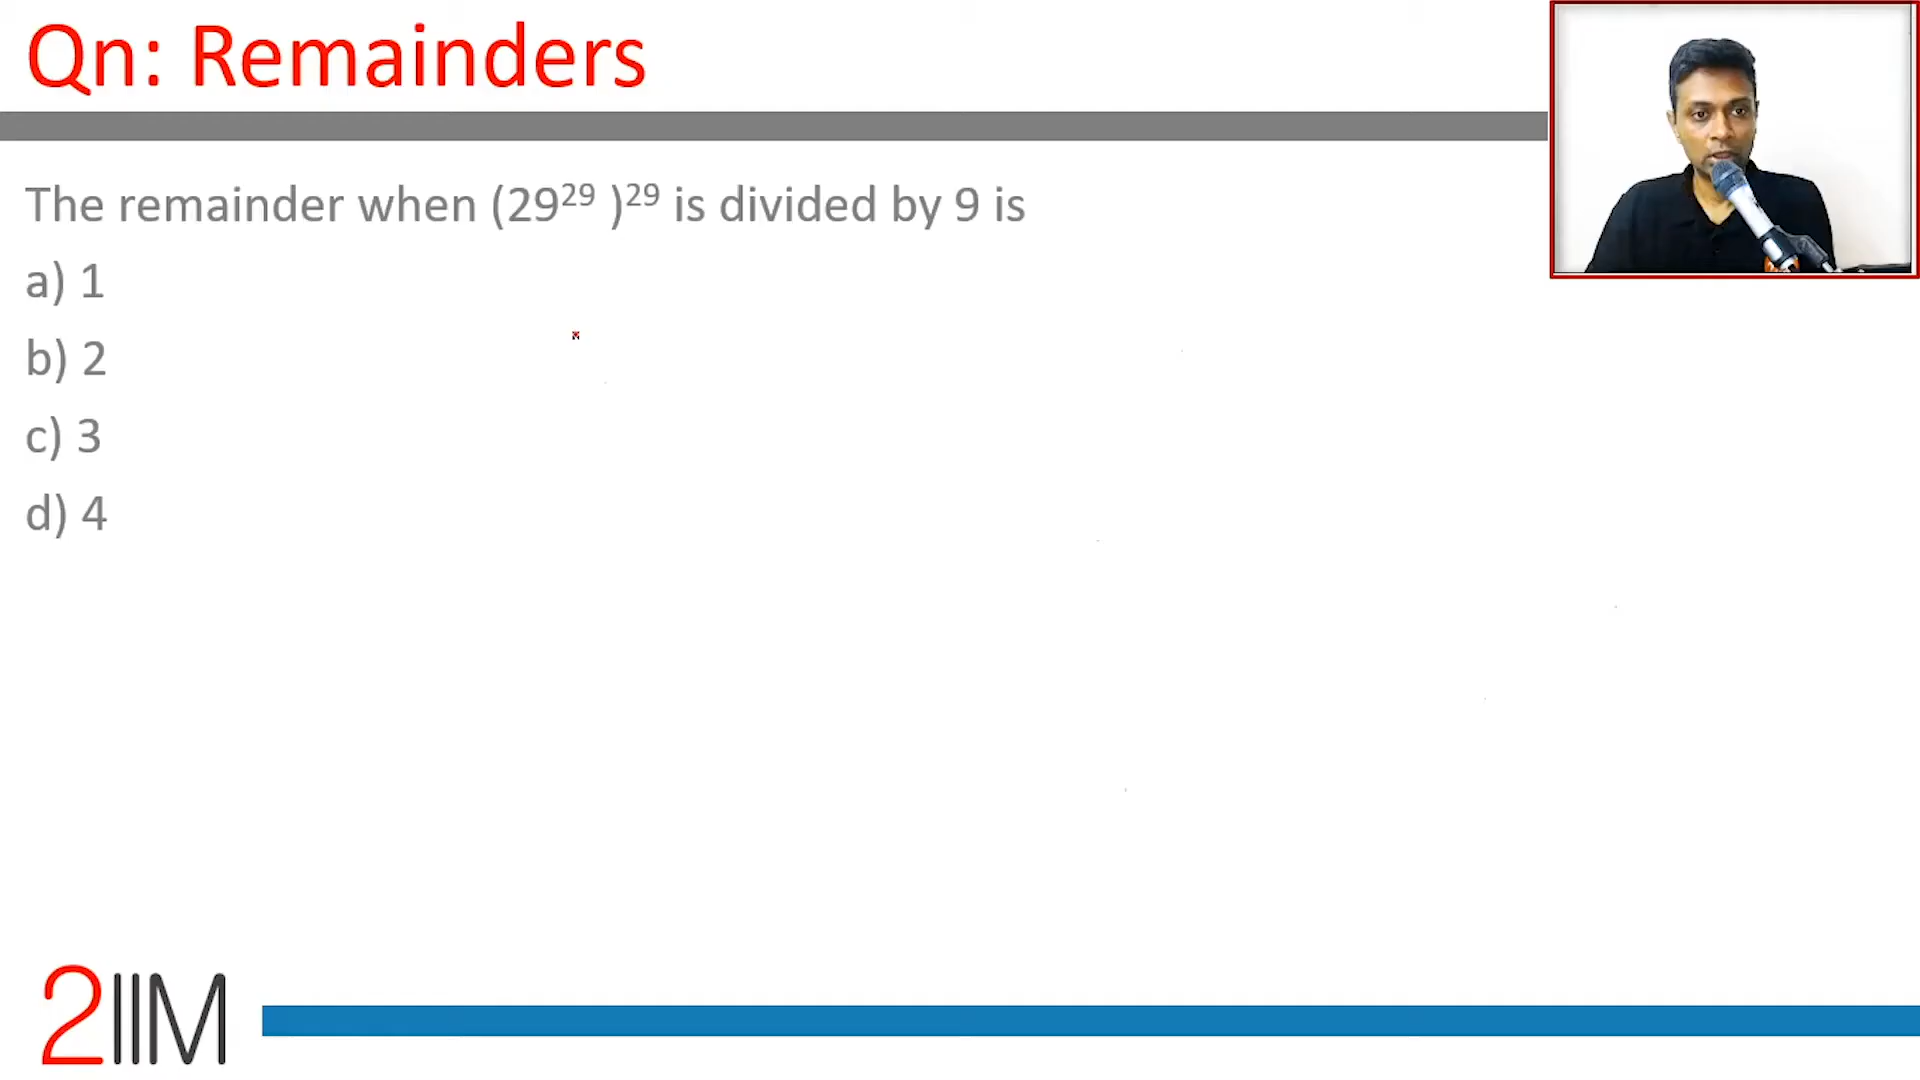 Qn: Remainders
The remainder when (29²⁹ )²⁹ is divided by 9 is
a) 1
b) 2
c) 3
d) 4
2IIM